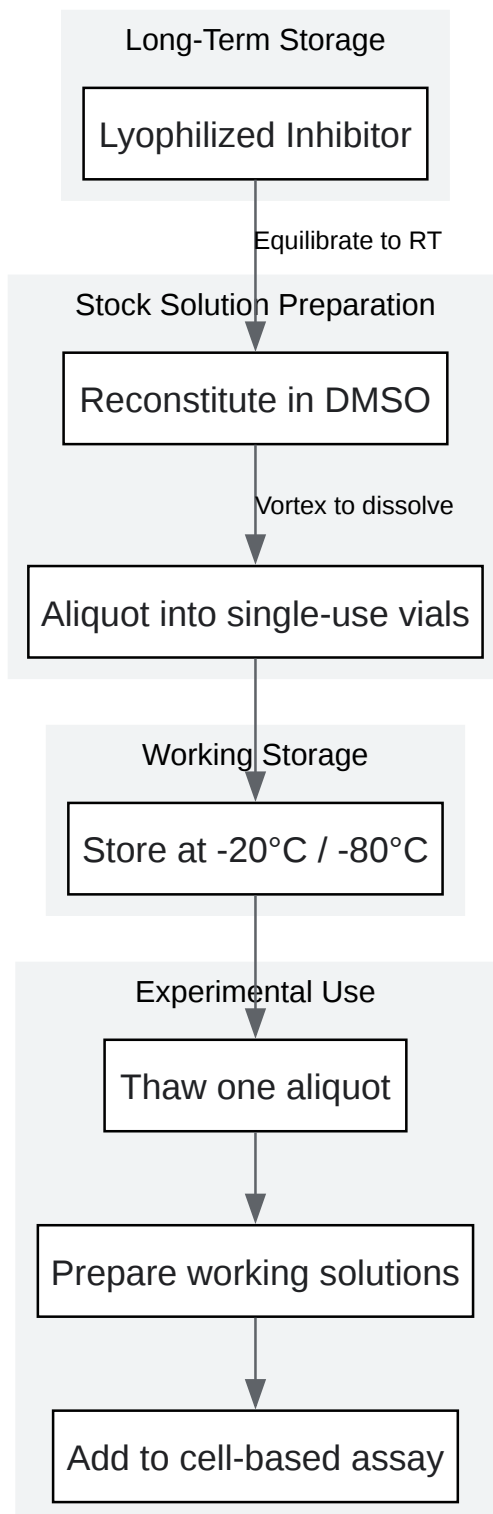 Long-Term Storage
Lyophilized Inhibitor
Equilibrate to RT
Stock Solution Preparation
Reconstitute in DMSO
Vortex to dissolve
Aliquot into single-use vials
Working Storage
Store at -20°C / -80°C
Experimental Use
Thaw one aliquot
Prepare working solutions
Add to cell-based assay